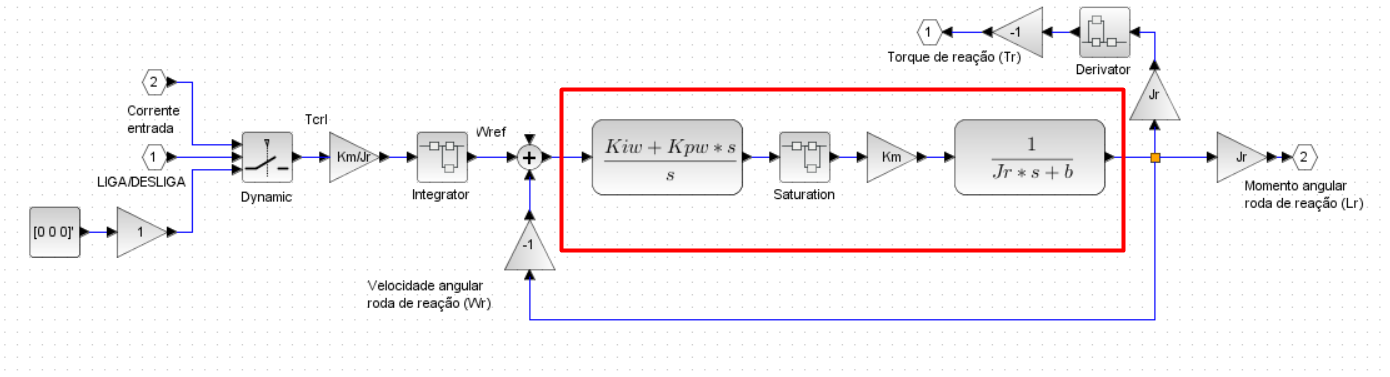 1
-1
Torque de reação (Tr)
Derivator
Jr
2
Corrente
entrada
1
LIGA/DESLIGA
Dynamic
Tcrl
Km/Jr
Integrator
Wref
+
Kiw + Kpw * s
s
Saturation
Km
1
Jr * s + b
Jr
2
Momento angular
roda de reação (Lr)
[0 0 0]'
1
-1
Velocidade angular
roda de reação (Wr)